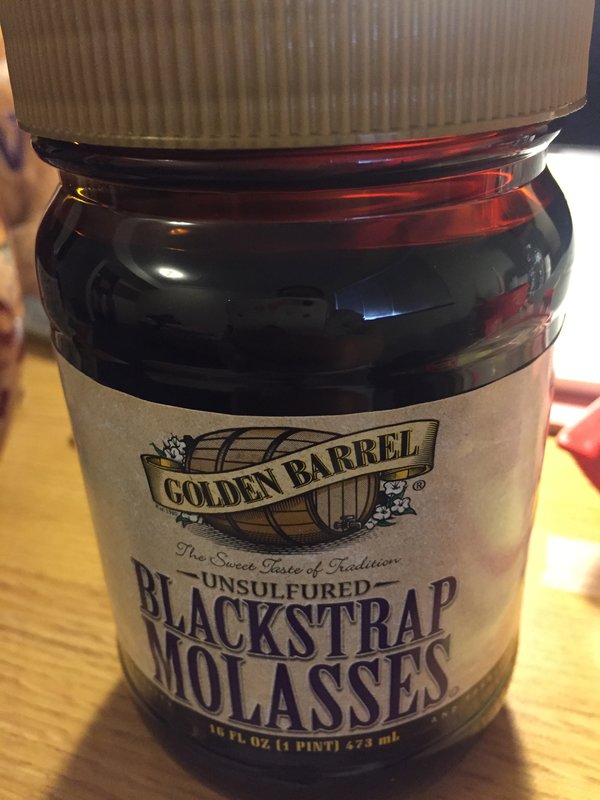 GOLDEN BARREL ®
The Sweet Taste of Tradition
UNSULFURED
BLACKSTRAP
MOLASSES
16 FL OZ (1 PINT) 473 mL